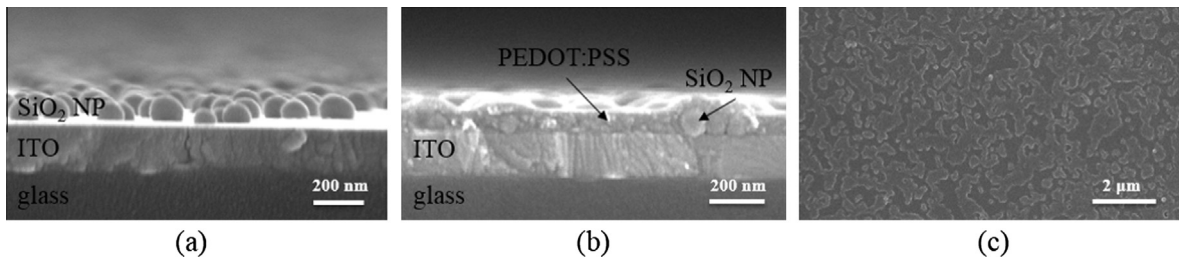 SiO₂ NP
ITO
glass
200 nm
(a)
PEDOT:PSS
SiO₂ NP
ITO
glass
200 nm
(b)
2 µm
(c)